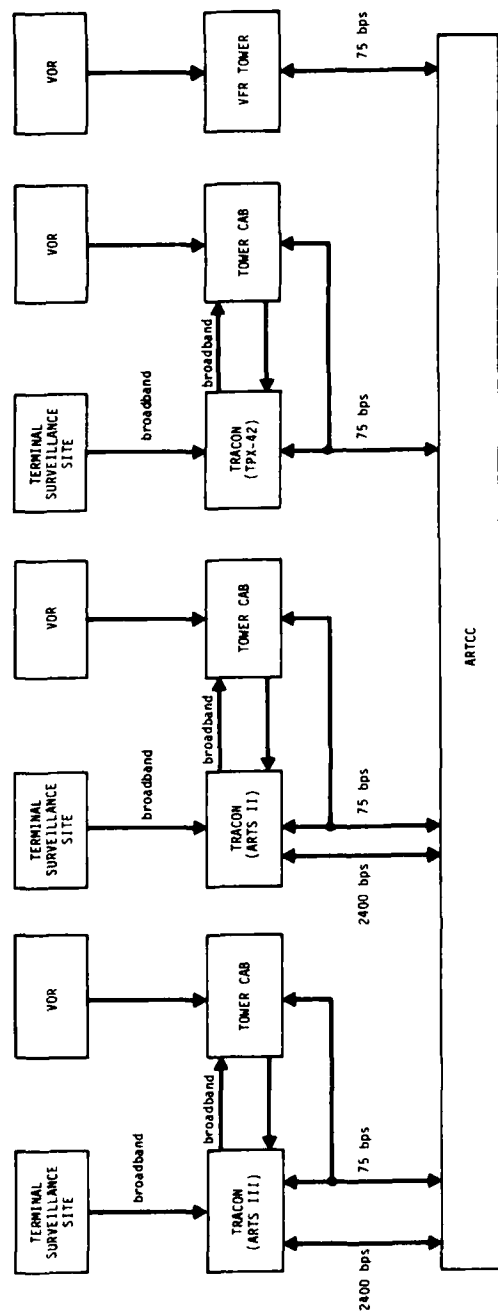 TERMINAL
SURVEILLANCE
SITE
VOR
TERMINAL
SURVEILLANCE
SITE
VOR
TERMINAL
SURVEILLANCE
SITE
VOR
VOR
broadband
broadband
broadband
TRACON
(ARTS III)
broadband
TOWER CAB
TRACON
(ARTS II)
broadband
TOWER CAB
TRACON
(TPX-42)
broadband
TOWER CAB
VFR TOWER
2400 bps
75 bps
2400 bps
75 bps
75 bps
75 bps
ARTCC